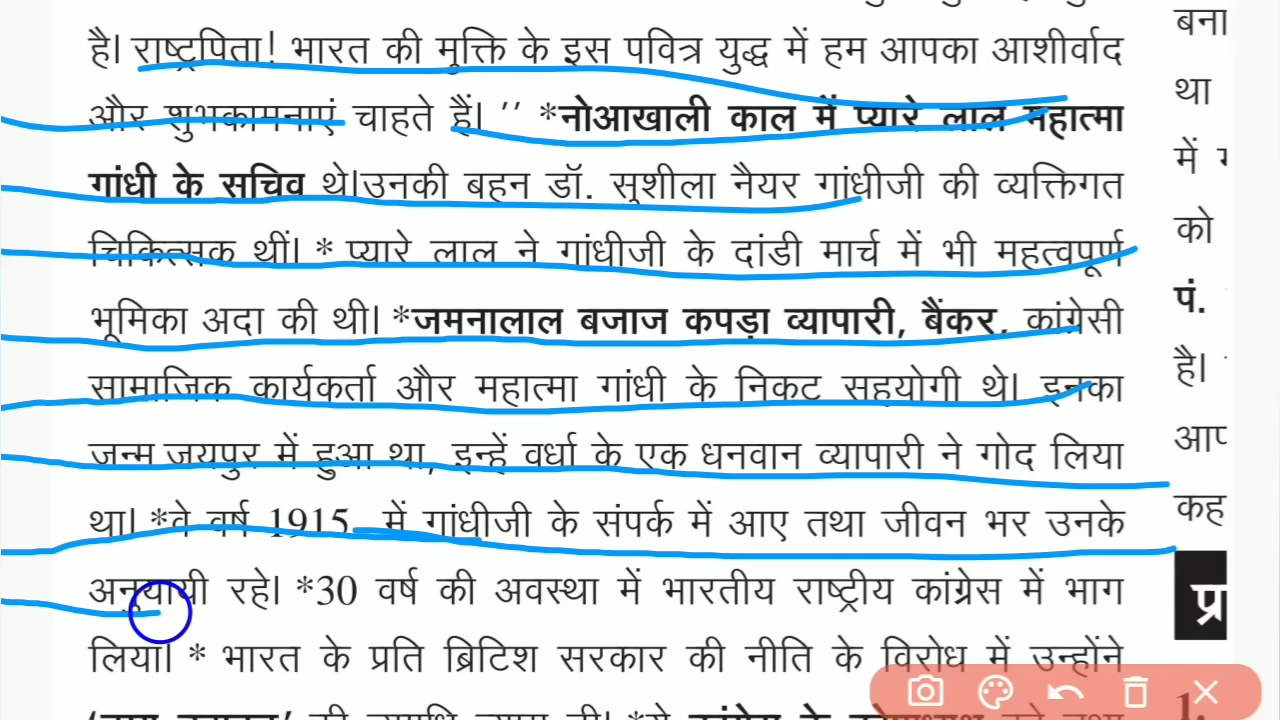 है। राष्ट्रपिता! भारत की मुक्ति के इस पवित्र युद्ध में हम आपका आशीर्वाद
और शुभकामनाएं चाहते हैं। ’’ *नोआखाली काल में प्यारे लाल महात्मा
गांधी के सचिव थे।उनकी बहन डॉ. सुशीला नैयर गांधीजी की व्यक्तिगत
चिकित्सक थीं। * प्यारे लाल ने गांधीजी के दांडी मार्च में भी महत्वपूर्ण
भूमिका अदा की थी। *जमनालाल बजाज कपड़ा व्यापारी, बैंकर, कांग्रेसी
सामाजिक कार्यकर्ता और महात्मा गांधी के निकट सहयोगी थे। इनका
जन्म जयपुर में हुआ था, इन्हें वर्धा के एक धनवान व्यापारी ने गोद लिया
था। *वे वर्ष 1915 में गांधीजी के संपर्क में आए तथा जीवन भर उनके
अनुयायी रहे। *30 वर्ष की अवस्था में भारतीय राष्ट्रीय कांग्रेस में भाग
लिया। * भारत के प्रति ब्रिटिश सरकार की नीति के विरोध में उन्होंने
था
में
को
पं.
है।
1.